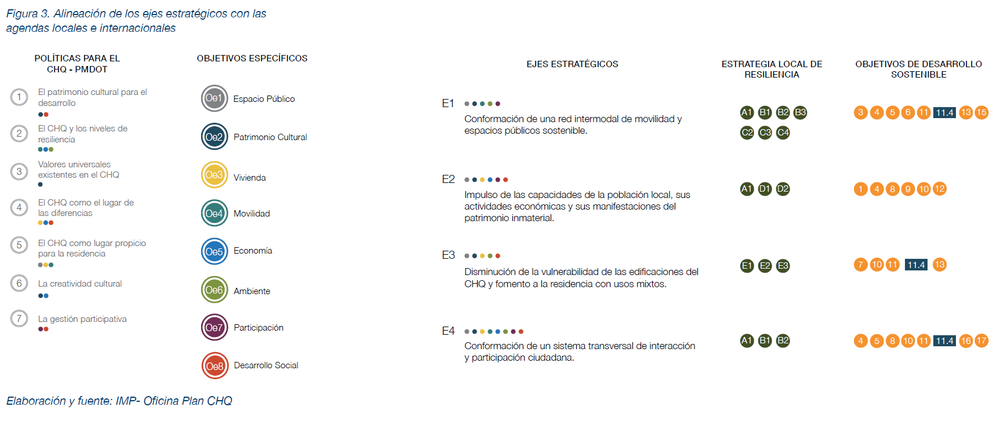 Figura 3. Alineación de los ejes estratégicos con las
agendas locales e internacionales
POLÍTICAS PARA EL
CHQ - PMDOT
1
El patrimonio cultural para el
desarrollo
2
El CHQ y los niveles de
resiliencia
3
Valores universales
existentes en el CHQ
4
El CHQ como el lugar de
las diferencias
5
El CHQ como lugar propicio
para la residencia
6
La creatividad cultural
7
La gestión participativa
OBJETIVOS ESPECÍFICOS
Oe1 Espacio Público
Oe2 Patrimonio Cultural
Oe3 Vivienda
Oe4 Movilidad
Oe5 Economía
Oe6 Ambiente
Oe7 Participación
Oe8 Desarrollo Social
EJES ESTRATÉGICOS
ESTRATEGIA LOCAL DE
RESILIENCIA
OBJETIVOS DE DESARROLLO
SOSTENIBLE
E1
Conformación de una red intermodal de movilidad y
espacios públicos sostenible.
A1 B1 B2 B3
C2 C3 C4
3 4 5 6 11 11.4 13 15
E2
Impulso de las capacidades de la población local, sus
actividades económicas y sus manifestaciones del
patrimonio inmaterial.
A1 D1 D2
1 4 8 9 10 12
E3
Disminución de la vulnerabilidad de las edificaciones del
CHQ y fomento a la residencia con usos mixtos.
E1 E2 E3
7 10 11 11.4 13
E4
Conformación de un sistema transversal de interacción
y participación ciudadana.
A1 B1 B2
4 5 8 10 11 11.4 16 17
Elaboración y fuente: IMP- Oficina Plan CHQ